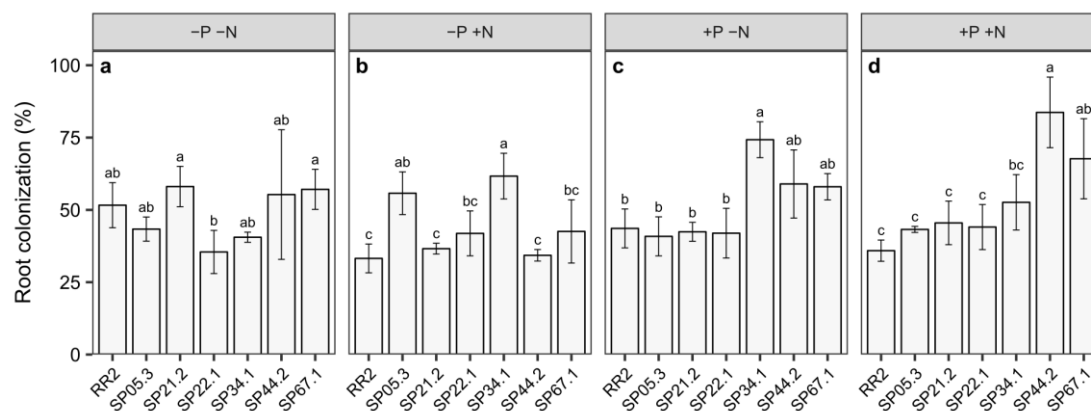 −P −N
−P +N
+P −N
+P +N
Root colonization (%)
100
75
50
25
0
a
ab
ab
a
b
ab
ab
a
b
c
ab
c
bc
a
c
bc
c
b
b
b
b
a
ab
ab
d
c
c
c
c
bc
a
ab
RR2
SP05.3
SP21.2
SP22.1
SP34.1
SP44.2
SP67.1
RR2
SP05.3
SP21.2
SP22.1
SP34.1
SP44.2
SP67.1
RR2
SP05.3
SP21.2
SP22.1
SP34.1
SP44.2
SP67.1
RR2
SP05.3
SP21.2
SP22.1
SP34.1
SP44.2
SP67.1